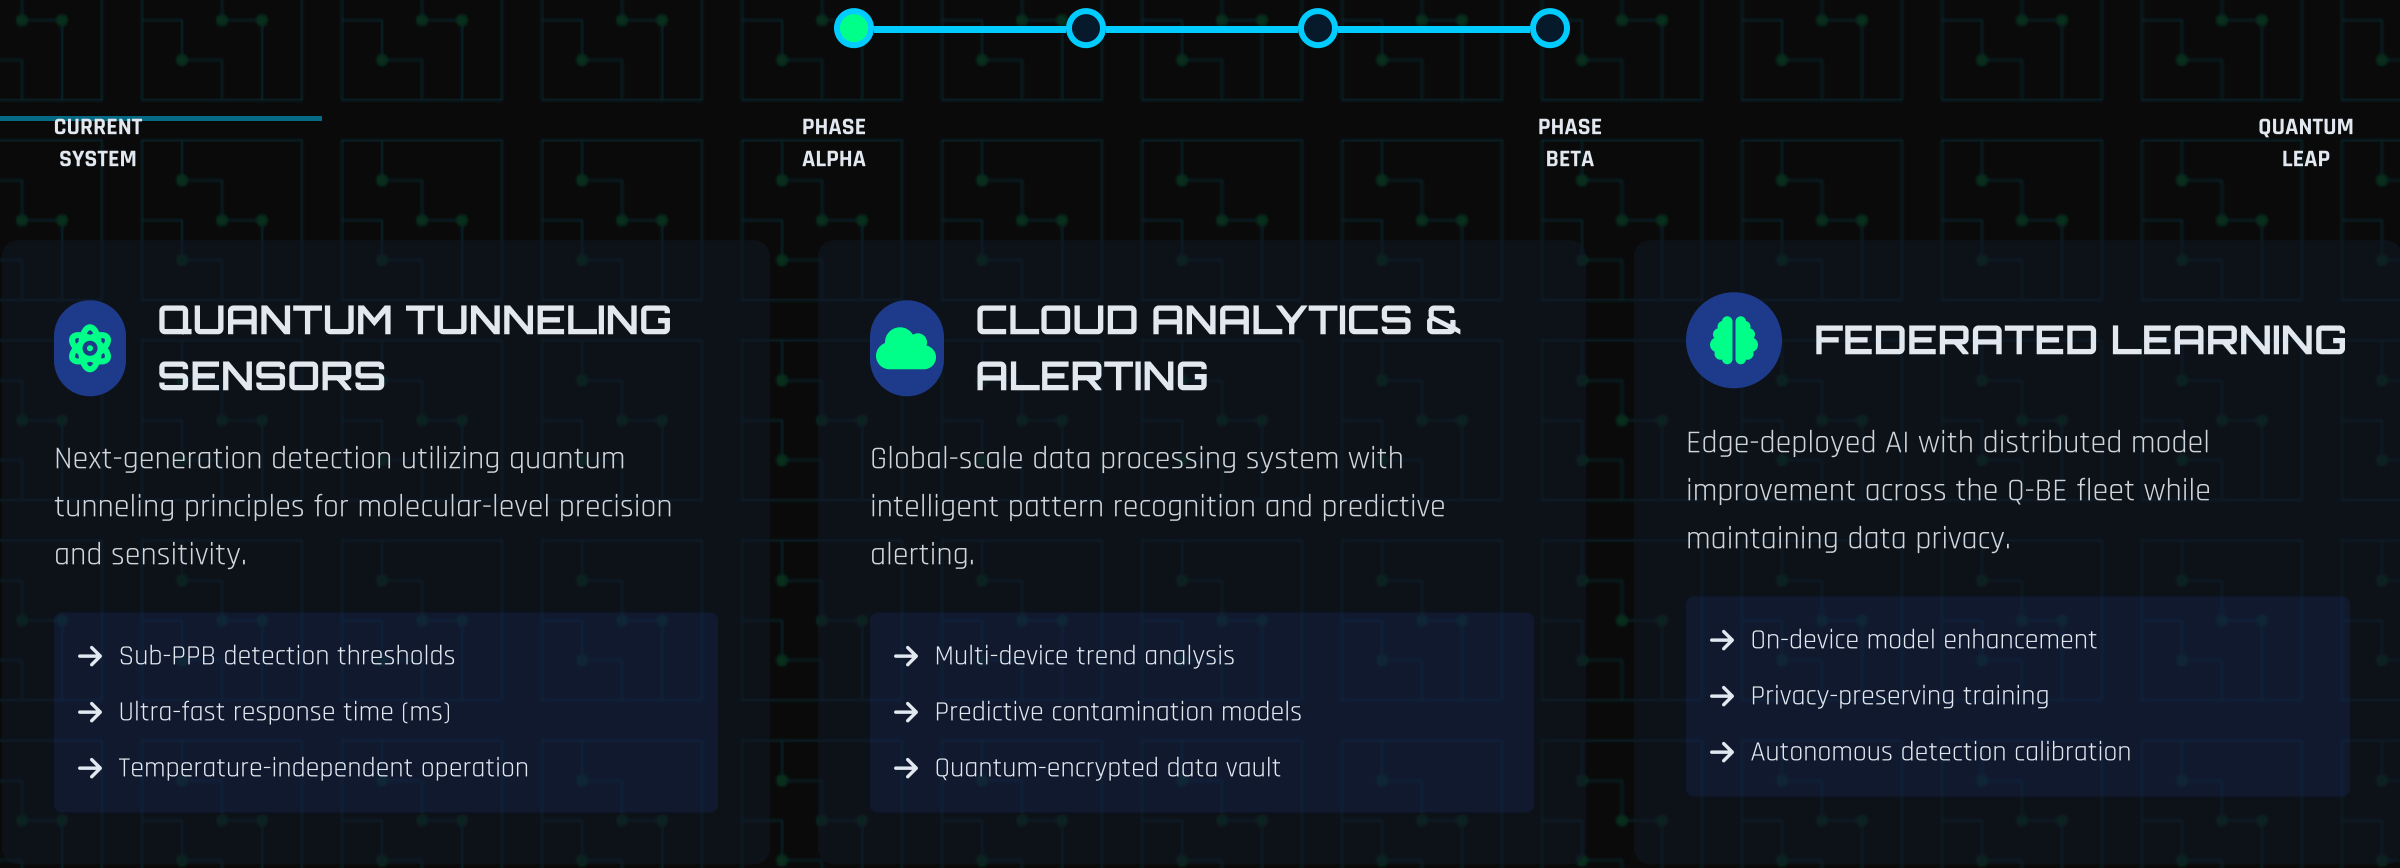 CURRENT
SYSTEM
PHASE
ALPHA
PHASE
BETA
QUANTUM
LEAP
QUANTUM TUNNELING
SENSORS
Next-generation detection utilizing quantum
tunneling principles for molecular-level precision
and sensitivity.
→ Sub-PPB detection thresholds
→ Ultra-fast response time (ms)
→ Temperature-independent operation
CLOUD ANALYTICS &
ALERTING
Global-scale data processing system with
intelligent pattern recognition and predictive
alerting.
→ Multi-device trend analysis
→ Predictive contamination models
→ Quantum-encrypted data vault
FEDERATED LEARNING
Edge-deployed AI with distributed model
improvement across the Q-BE fleet while
maintaining data privacy.
→ On-device model enhancement
→ Privacy-preserving training
→ Autonomous detection calibration